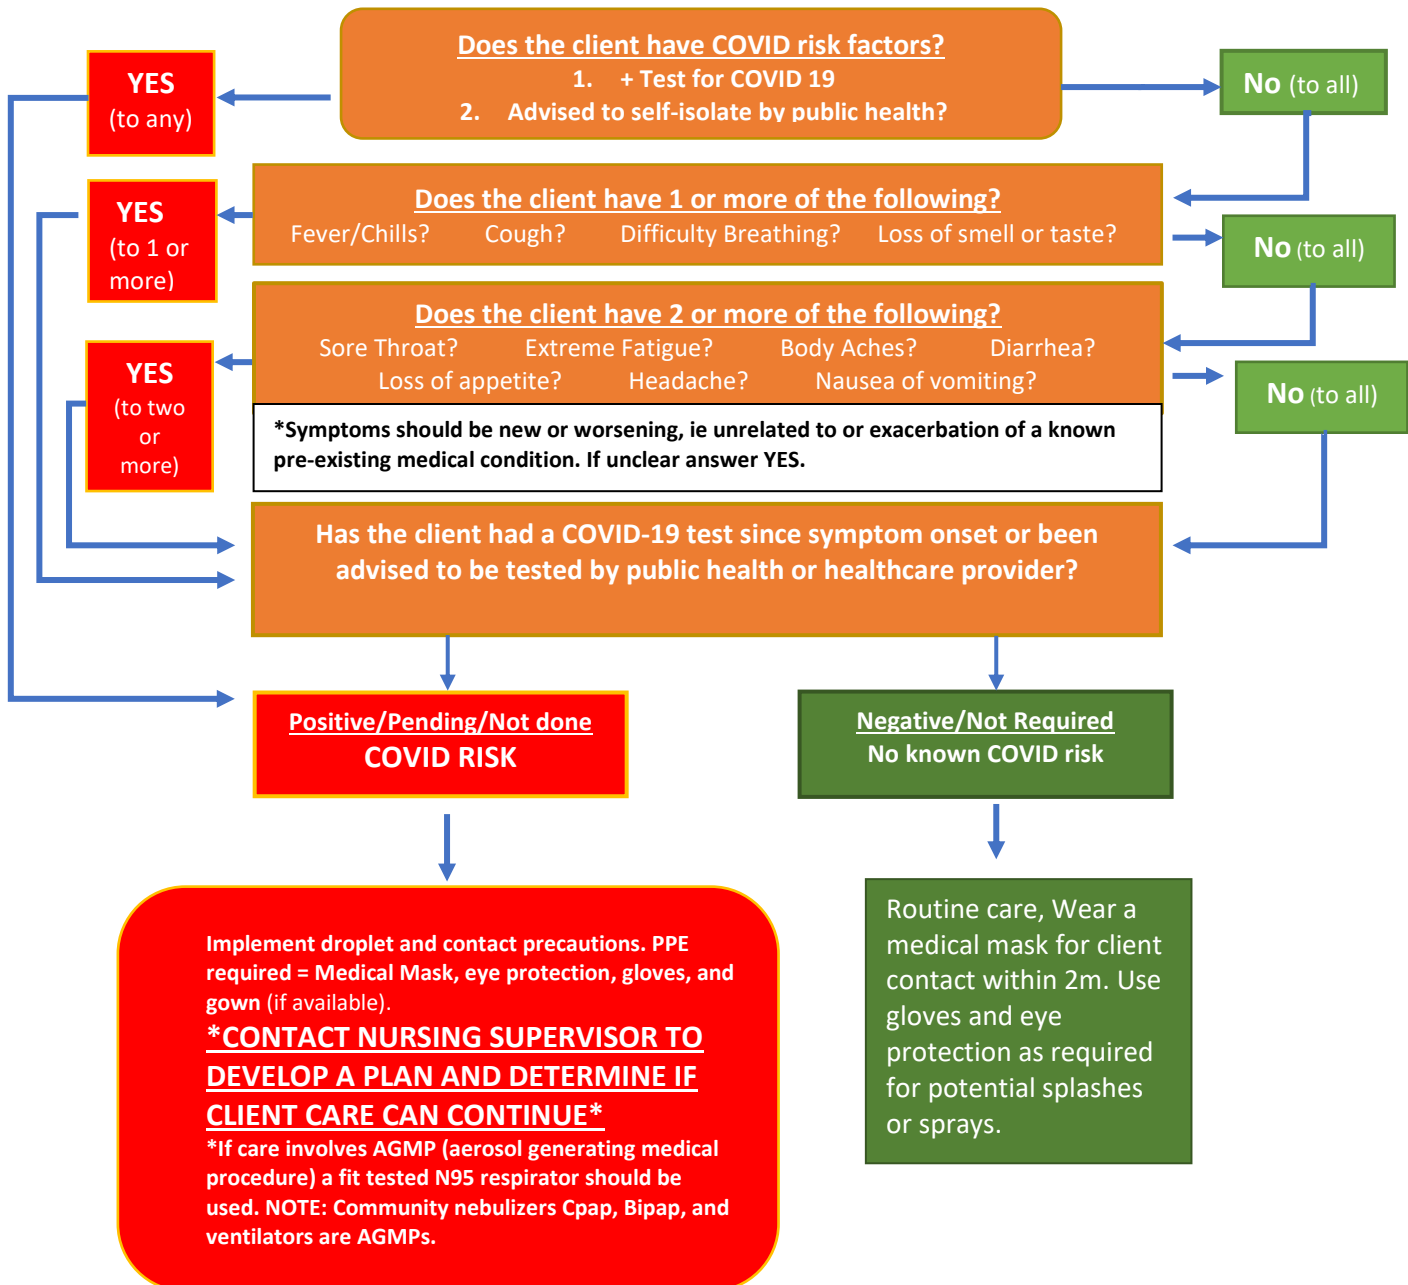 Does the client have COVID risk factors?
1. + Test for COVID 19
2. Advised to self-isolate by public health?
YES
(to any)
No (to all)
Does the client have 1 or more of the following?
Fever/Chills? Cough? Difficulty Breathing? Loss of smell or taste?
YES
(to 1 or
more)
No (to all)
Does the client have 2 or more of the following?
Sore Throat? Extreme Fatigue? Body Aches? Diarrhea?
Loss of appetite? Headache? Nausea of vomiting?
YES
(to two
or
more)
No (to all)
*Symptoms should be new or worsening, ie unrelated to or exacerbation of a known
pre-existing medical condition. If unclear answer YES.
Has the client had a COVID-19 test since symptom onset or been
advised to be tested by public health or healthcare provider?
Positive/Pending/Not done
COVID RISK
Negative/Not Required
No known COVID risk
Implement droplet and contact precautions. PPE
required = Medical Mask, eye protection, gloves, and
gown (if available).
*CONTACT NURSING SUPERVISOR TO
DEVELOP A PLAN AND DETERMINE IF
CLIENT CARE CAN CONTINUE*
*If care involves AGMP (aerosol generating medical
procedure) a fit tested N95 respirator should be
used. NOTE: Community nebulizers Cpap, Bipap, and
ventilators are AGMPs.
Routine care, Wear a
medical mask for client
contact within 2m. Use
gloves and eye
protection as required
for potential splashes
or sprays.